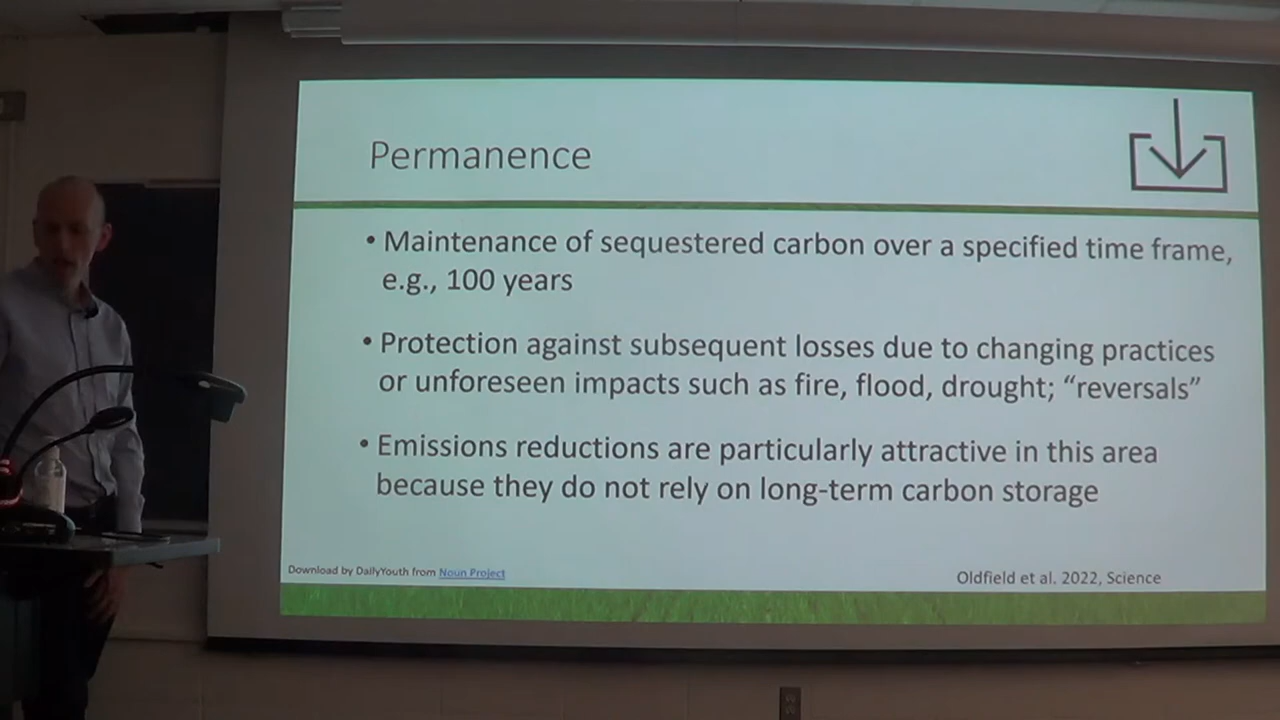 Permanence
• Maintenance of sequestered carbon over a specified time frame,
e.g., 100 years
• Protection against subsequent losses due to changing practices
or unforeseen impacts such as fire, flood, drought; “reversals”
• Emissions reductions are particularly attractive in this area
because they do not rely on long-term carbon storage
Download by DailyYouth from Noun Project
Oldfield et al. 2022, Science